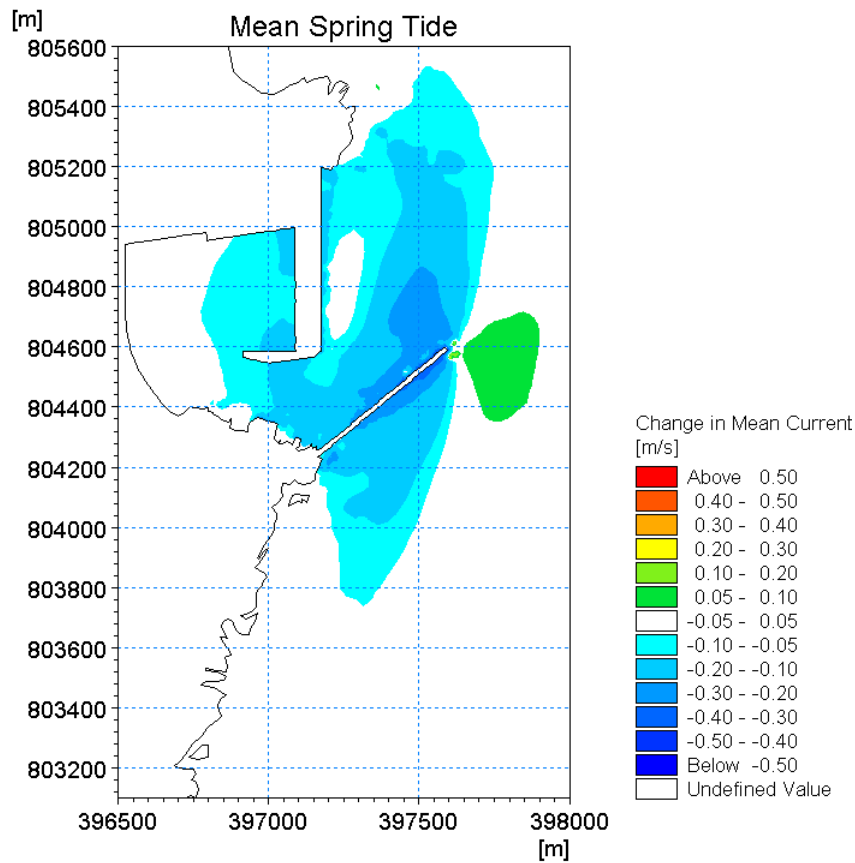 [m]
Mean Spring Tide
805600
805400
805200
805000
804800
804600
804400
804200
804000
803800
803600
803400
803200
396500 397000 397500 398000
[m]
Change in Mean Current
[m/s]
Above 0.50
0.40 - 0.50
0.30 - 0.40
0.20 - 0.30
0.10 - 0.20
0.05 - 0.10
-0.05 - 0.05
-0.10 - -0.05
-0.20 - -0.10
-0.30 - -0.20
-0.40 - -0.30
-0.50 - -0.40
Below -0.50
Undefined Value